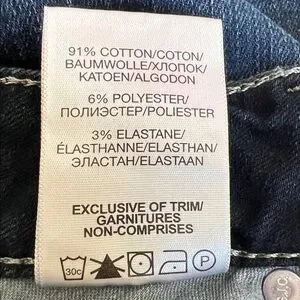 91% COTTON/COTON/
BAUMWOLLE/ХЛОПОК/
KATOEN/ALGODON
6% POLYESTER/
ПОЛИЭСТЕР/POLIESTER
3% ELASTANE/
ÉLASTHANNE/ELASTHAN/
ЭЛАСТАН/ELASTAAN
EXCLUSIVE OF TRIM/
GARNITURES
NON-COMPRISES
30c P